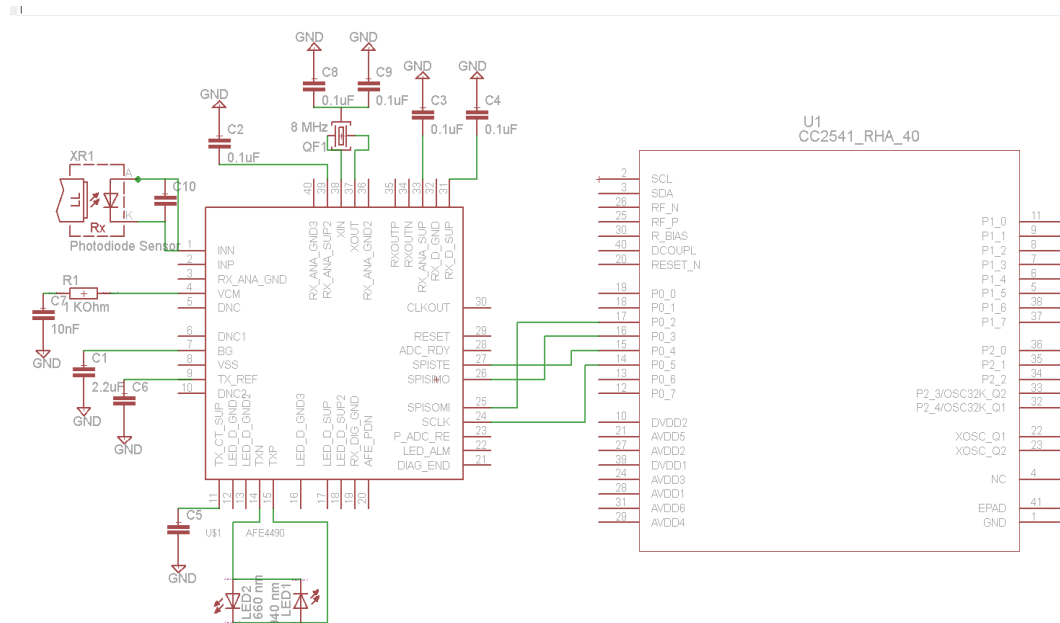 GND
GND
C8
C9
GND
GND
0.1uF
0.1uF
GND
C3
C4
C2
8 MHz
0.1uF
0.1uF
QF1
0.1uF
U1
CC2541_RHA_40
XR1
A
C10
LL
K
Rx
Photodiode Sensor
40
39
38
37
36
35
34
33
32
31
RX_ANA_GND3
RX_ANA_SUP2
XIN
XOUT
RX_ANA_GND2
RXOUTP
RXOUTN
RX_ANA_SUP
RX_D_GND
RX_D_SUP
1 INN
2 INP
3 RX_ANA_GND
4 VCM
5 DNC
6 DNC1
7 BG
8 VSS
9 TX_REF
10 DNC2
R1
1 KOhm
C7
10nF
GND
C1
2.2uF
GND
C6
GND
CLKOUT 30
RESET 29
ADC_RDY 28
SPISTE 27
SPISIMO 26
SPISOMI 25
SCLK 24
P_ADC_RE 23
LED_ALM 22
DIAG_END 21
TX_CT_SUP
LED_D_GND1
LED_D_GND2
TXN
TXP
LED_D_GND3
LED_D_SUP
LED_D_SUP2
RX_DIG_GND
AFE_PDN
11
12
13
14
15
16
17
18
19
20
C5
GND
U$1
AFE4490
LED2
660 nm
940 nm
LED1
2 SCL
3 SDA
26 RF_N
25 RF_P
30 R_BIAS
40 DCOUPL
20 RESET_N
19 P0_0
18 P0_1
17 P0_2
16 P0_3
15 P0_4
14 P0_5
13 P0_6
12 P0_7
10 DVDD2
21 AVDD5
27 AVDD2
39 DVDD1
24 AVDD3
28 AVDD1
31 AVDD6
29 AVDD4
P1_0 11
P1_1 9
P1_2 8
P1_3 7
P1_4 6
P1_5 5
P1_6 38
P1_7 37
P2_0 36
P2_1 35
P2_2 34
P2_3/OSC32K_Q2 33
P2_4/OSC32K_Q1 32
XOSC_Q1 22
XOSC_Q2 23
NC 4
EPAD 41
GND 1